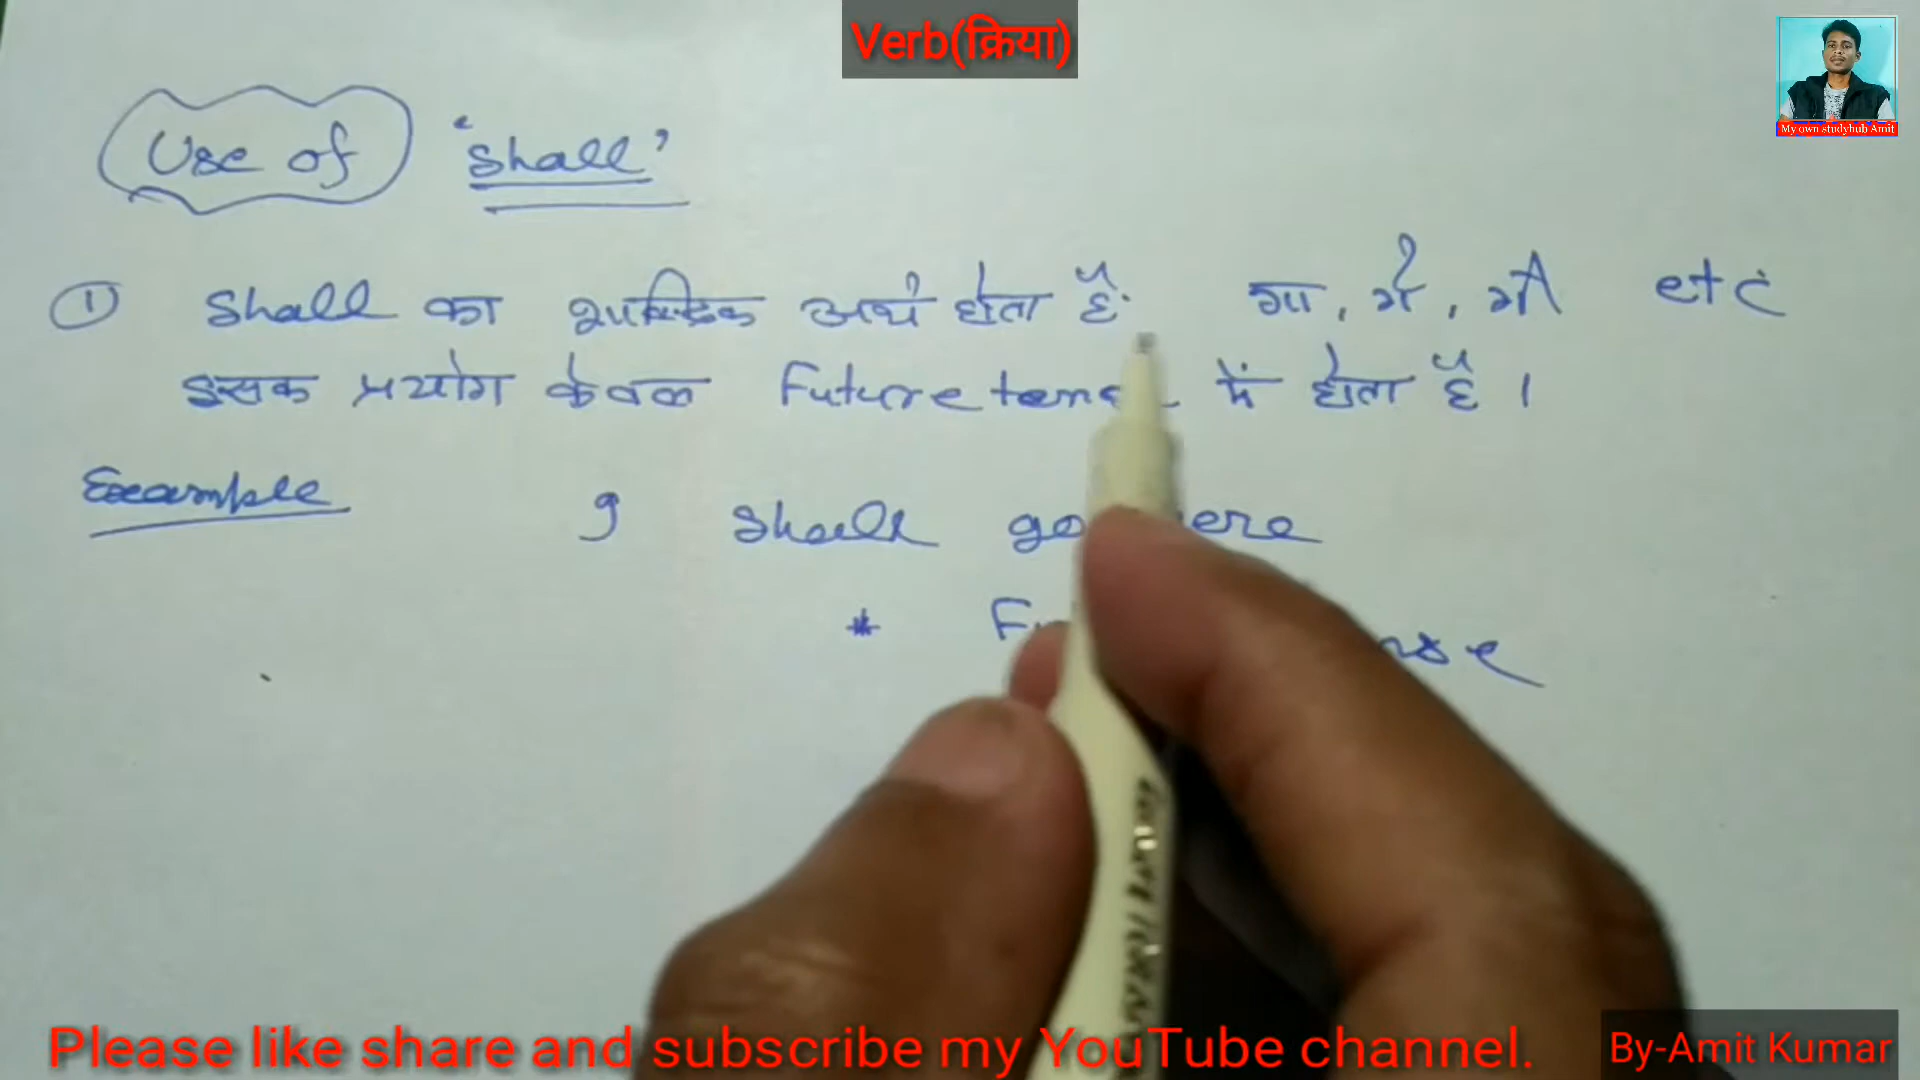 Verb(क्रिया)
My own studyhub Amit
Use of 'Shall'
① Shall का शाब्दिक अर्थ होता है गा, गे, गी etc
इसक प्रयोग केवल Future में होता है ।
Example I shall go
* 
Please like share and subscribe my YouTube channel.
By-Amit Kumar